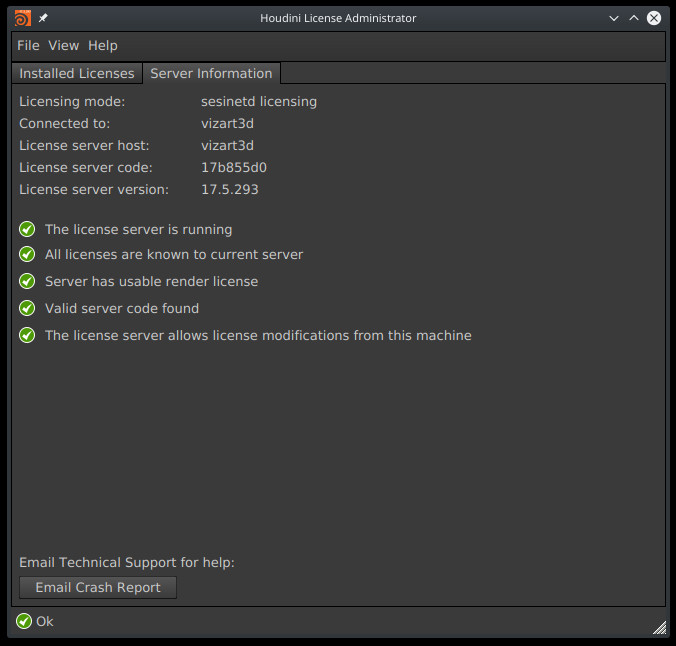 Houdini License Administrator
File View Help
Installed Licenses Server Information
Licensing mode: sesinetd licensing
Connected to: vizart3d
License server host: vizart3d
License server code: 17b855d0
License server version: 17.5.293
The license server is running
All licenses are known to current server
Server has usable render license
Valid server code found
The license server allows license modifications from this machine
Email Technical Support for help:
Email Crash Report
Ok